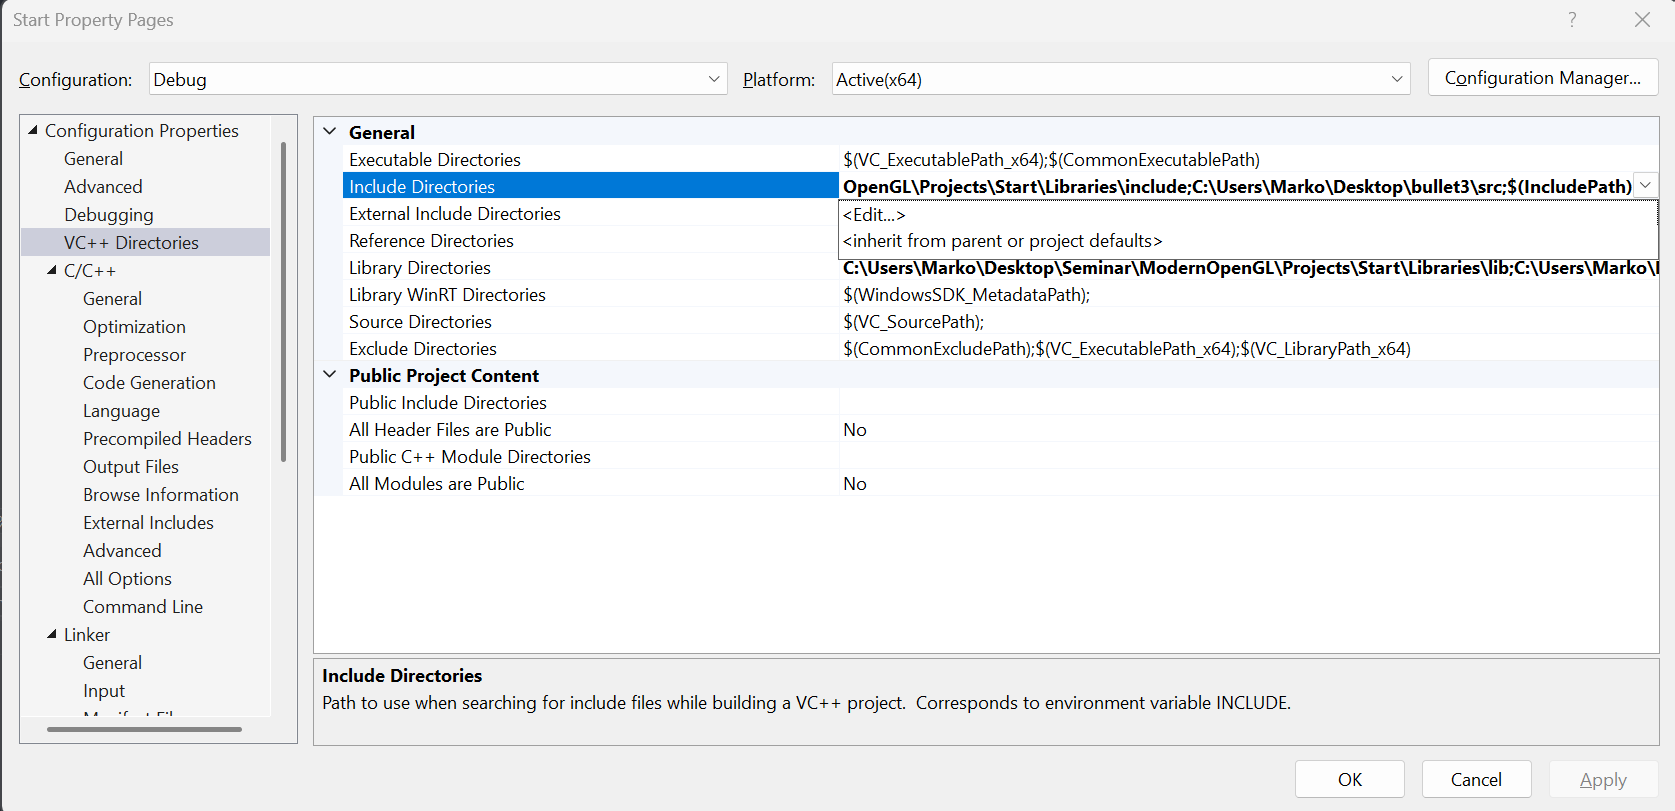 Start Property Pages
?
Configuration: Debug Platform: Active(x64) Configuration Manager...
Configuration Properties
General
Advanced
Debugging
VC++ Directories
C/C++
General
Optimization
Preprocessor
Code Generation
Language
Precompiled Headers
Output Files
Browse Information
External Includes
Advanced
All Options
Command Line
Linker
General
Input
General
Executable Directories $(VC_ExecutablePath_x64);$(CommonExecutablePath)
Include Directories OpenGL\Projects\Start\Libraries\include;C:\Users\Marko\Desktop\bullet3\src;$(IncludePath)
<Edit...>
<inherit from parent or project defaults>
External Include Directories
Reference Directories
Library Directories C:\Users\Marko\Desktop\Seminar\ModernOpenGL\Projects\Start\Libraries\lib;C:\Users\Marko\
Library WinRT Directories $(WindowsSDK_MetadataPath);
Source Directories $(VC_SourcePath);
Exclude Directories $(CommonExcludePath);$(VC_ExecutablePath_x64);$(VC_LibraryPath_x64)
Public Project Content
Public Include Directories
All Header Files are Public No
Public C++ Module Directories
All Modules are Public No
Include Directories
Path to use when searching for include files while building a VC++ project.  Corresponds to environment variable INCLUDE.
OK Cancel Apply